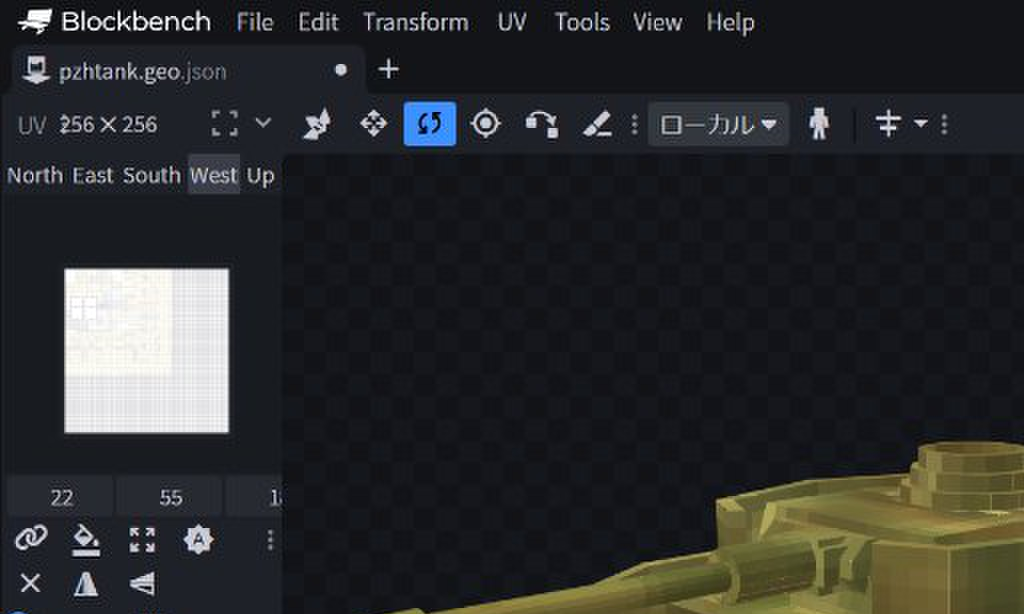 Blockbench File Edit Transform UV Tools View Help
pzhtank.geo.json
UV 256 × 256 ローカル
North East South West Up
22 55
A